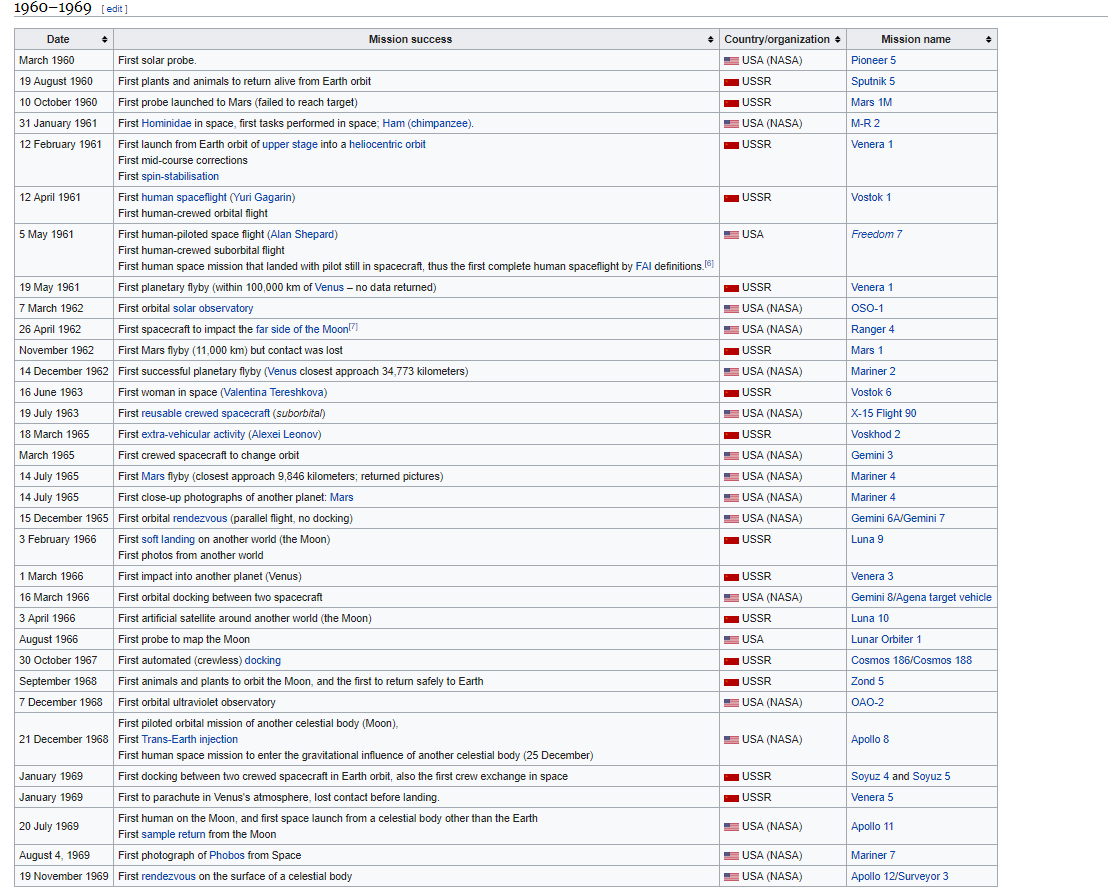 1960–1969 [ edit ]
Date Mission success Country/organization Mission name
March 1960 First solar probe. USA (NASA) Pioneer 5
19 August 1960 First plants and animals to return alive from Earth orbit USSR Sputnik 5
10 October 1960 First probe launched to Mars (failed to reach target) USSR Mars 1M
31 January 1961 First Hominidae in space, first tasks performed in space; Ham (chimpanzee). USA (NASA) M-R 2
12 February 1961 First launch from Earth orbit of upper stage into a heliocentric orbit USSR Venera 1
First mid-course corrections
First spin-stabilisation
12 April 1961 First human spaceflight (Yuri Gagarin) USSR Vostok 1
First human-crewed orbital flight
5 May 1961 First human-piloted space flight (Alan Shepard) USA Freedom 7
First human-crewed suborbital flight
First human space mission that landed with pilot still in spacecraft, thus the first complete human spaceflight by FAI definitions.[6]
19 May 1961 First planetary flyby (within 100,000 km of Venus – no data returned) USSR Venera 1
7 March 1962 First orbital solar observatory USA (NASA) OSO-1
26 April 1962 First spacecraft to impact the far side of the Moon[7] USA (NASA) Ranger 4
November 1962 First Mars flyby (11,000 km) but contact was lost USSR Mars 1
14 December 1962 First successful planetary flyby (Venus closest approach 34,773 kilometers) USA (NASA) Mariner 2
16 June 1963 First woman in space (Valentina Tereshkova) USSR Vostok 6
19 July 1963 First reusable crewed spacecraft (suborbital) USA (NASA) X-15 Flight 90
18 March 1965 First extra-vehicular activity (Alexei Leonov) USSR Voskhod 2
March 1965 First crewed spacecraft to change orbit USA (NASA) Gemini 3
14 July 1965 First Mars flyby (closest approach 9,846 kilometers; returned pictures) USA (NASA) Mariner 4
14 July 1965 First close-up photographs of another planet: Mars USA (NASA) Mariner 4
15 December 1965 First orbital rendezvous (parallel flight, no docking) USA (NASA) Gemini 6A/Gemini 7
3 February 1966 First soft landing on another world (the Moon) USSR Luna 9
First photos from another world
1 March 1966 First impact into another planet (Venus) USSR Venera 3
16 March 1966 First orbital docking between two spacecraft USA (NASA) Gemini 8/Agena target vehicle
3 April 1966 First artificial satellite around another world (the Moon) USSR Luna 10
August 1966 First probe to map the Moon USA Lunar Orbiter 1
30 October 1967 First automated (crewless) docking USSR Cosmos 186/Cosmos 188
September 1968 First animals and plants to orbit the Moon, and the first to return safely to Earth USSR Zond 5
7 December 1968 First orbital ultraviolet observatory USA (NASA) OAO-2
First piloted orbital mission of another celestial body (Moon),
21 December 1968 First Trans-Earth injection USA (NASA) Apollo 8
First human space mission to enter the gravitational influence of another celestial body (25 December)
January 1969 First docking between two crewed spacecraft in Earth orbit, also the first crew exchange in space USSR Soyuz 4 and Soyuz 5
January 1969 First to parachute in Venus's atmosphere, lost contact before landing. USSR Venera 5
20 July 1969 First human on the Moon, and first space launch from a celestial body other than the Earth USA (NASA) Apollo 11
First sample return from the Moon
August 4, 1969 First photograph of Phobos from Space USA (NASA) Mariner 7
19 November 1969 First rendezvous on the surface of a celestial body USA (NASA) Apollo 12/Surveyor 3